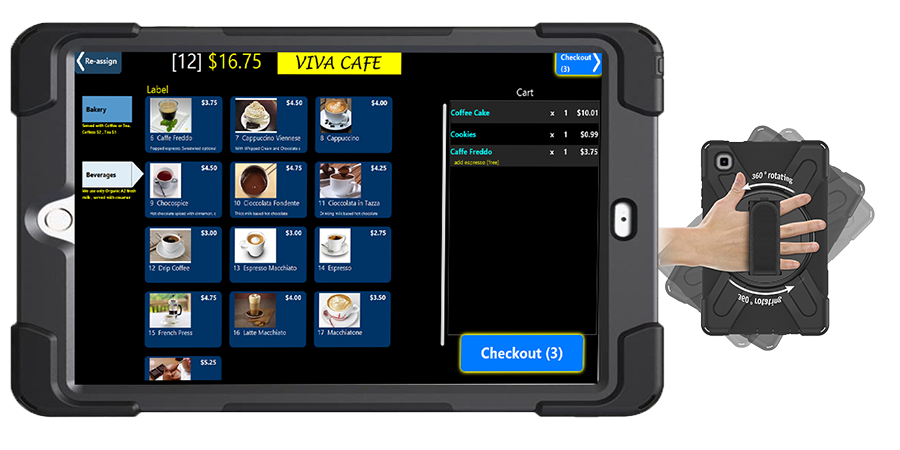 Re-assign
[12] $16.75
VIVA CAFE
Checkout
(3)
Label
Cart
Bakery
Served with Coffee or Tea.
Coffees $2 , Tea $1
Beverages
We use only Organic A2 fresh
milk . served with creamer
$3.75
6 Caffe Freddo
$4.50
7 Cappuccino Viennese
With Whipped Cream and Chocolate s
$4.00
8 Cappuccino
$4.50
9 Chocospice
Hot chocolate spiced with cinnamon, c
$4.75
10 Cioccolata Fondente
Thick milk based hot chocolate
$4.25
11 Cioccolata in Tazza
Drinking milk based hot chocolate
$3.00
12 Drip Coffee
$3.00
13 Espresso Macchiato
$2.75
14 Espresso
$4.75
15 French Press
$4.00
16 Latte Macchiato
$3.50
17 Macchiatone
$5.25
Coffee Cake x 1 $10.01
Cookies x 1 $0.99
Caffe Freddo x 1 $3.75
add espresso [free]
Checkout (3)
360° rotating
360° rotating